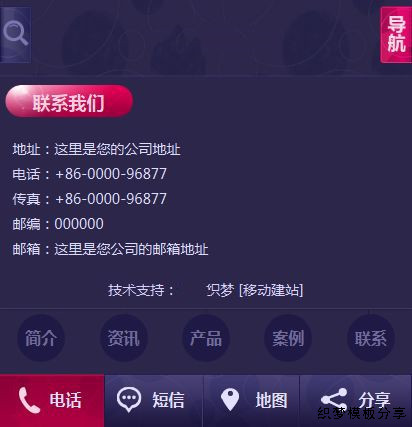 导航
联系我们
地址：这里是您的公司地址
电话：+86-0000-96877
传真：+86-0000-96877
邮编：000000
邮箱：这里是您公司的邮箱地址
技术支持： 织梦 [移动建站]
简介 资讯 产品 案例 联系
电话 短信 地图 分享
织梦模板分享